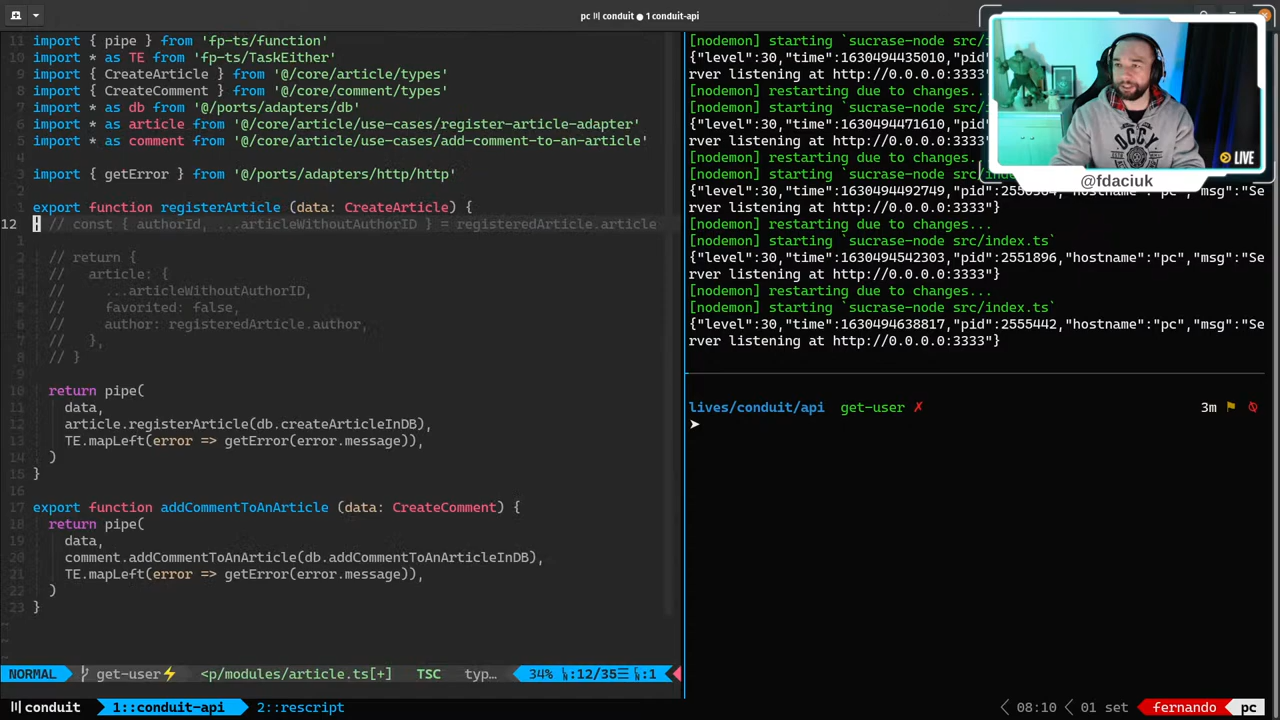 pc conduit ● 1 conduit-api
11 import { pipe } from 'fp-ts/function'
10 import * as TE from 'fp-ts/TaskEither'
9 import { CreateArticle } from '@/core/article/types'
8 import { CreateComment } from '@/core/comment/types'
7 import * as db from '@/ports/adapters/db'
6 import * as article from '@/core/article/use-cases/register-article-adapter'
5 import * as comment from '@/core/article/use-cases/add-comment-to-an-article'
4
3 import { getError } from '@/ports/adapters/http/http'
2
1 export function registerArticle (data: CreateArticle) {
12 // const { authorId, ...articleWithoutAuthorID } = registeredArticle.article
1
2 // return {
3 // article: {
4 // ...articleWithoutAuthorID,
5 // favorited: false,
6 // author: registeredArticle.author,
7 // },
8 // }
9
10 return pipe(
11 data,
12 article.registerArticle(db.createArticleInDB),
13 TE.mapLeft(error => getError(error.message)),
14 )
15 }
16
17 export function addCommentToAnArticle (data: CreateComment) {
18 return pipe(
19 data,
20 comment.addCommentToAnArticle(db.addCommentToAnArticleInDB),
21 TE.mapLeft(error => getError(error.message)),
22 )
23 }
~
~
NORMAL get-user <p/modules/article.ts[+] TSC typ… 34% :12/35 :1
[nodemon] starting `sucrase-node src/in
{"level":30,"time":1630494435010,"pid"
rver listening at http://0.0.0.0:3333"}
[nodemon] restarting due to changes...
[nodemon] starting `sucrase-node src/in
{"level":30,"time":1630494471610,"pid"
rver listening at http://0.0.0.0:3333"}
[nodemon] restarting due to changes...
[nodemon] starting `sucrase-node src/ind
{"level":30,"time":1630494492749,"pid":2550564,"hostname":"pc","msg":"Se
rver listening at http://0.0.0.0:3333"}
[nodemon] restarting due to changes...
[nodemon] starting `sucrase-node src/index.ts`
{"level":30,"time":1630494542303,"pid":2551896,"hostname":"pc","msg":"Se
rver listening at http://0.0.0.0:3333"}
[nodemon] restarting due to changes...
[nodemon] starting `sucrase-node src/index.ts`
{"level":30,"time":1630494638817,"pid":2555442,"hostname":"pc","msg":"Se
rver listening at http://0.0.0.0:3333"}
lives/conduit/api get-user ✗ 3m
➤
OCCY
LIVE
@fdaciuk
conduit 1::conduit-api 2::rescript 08:10 01 set fernando pc